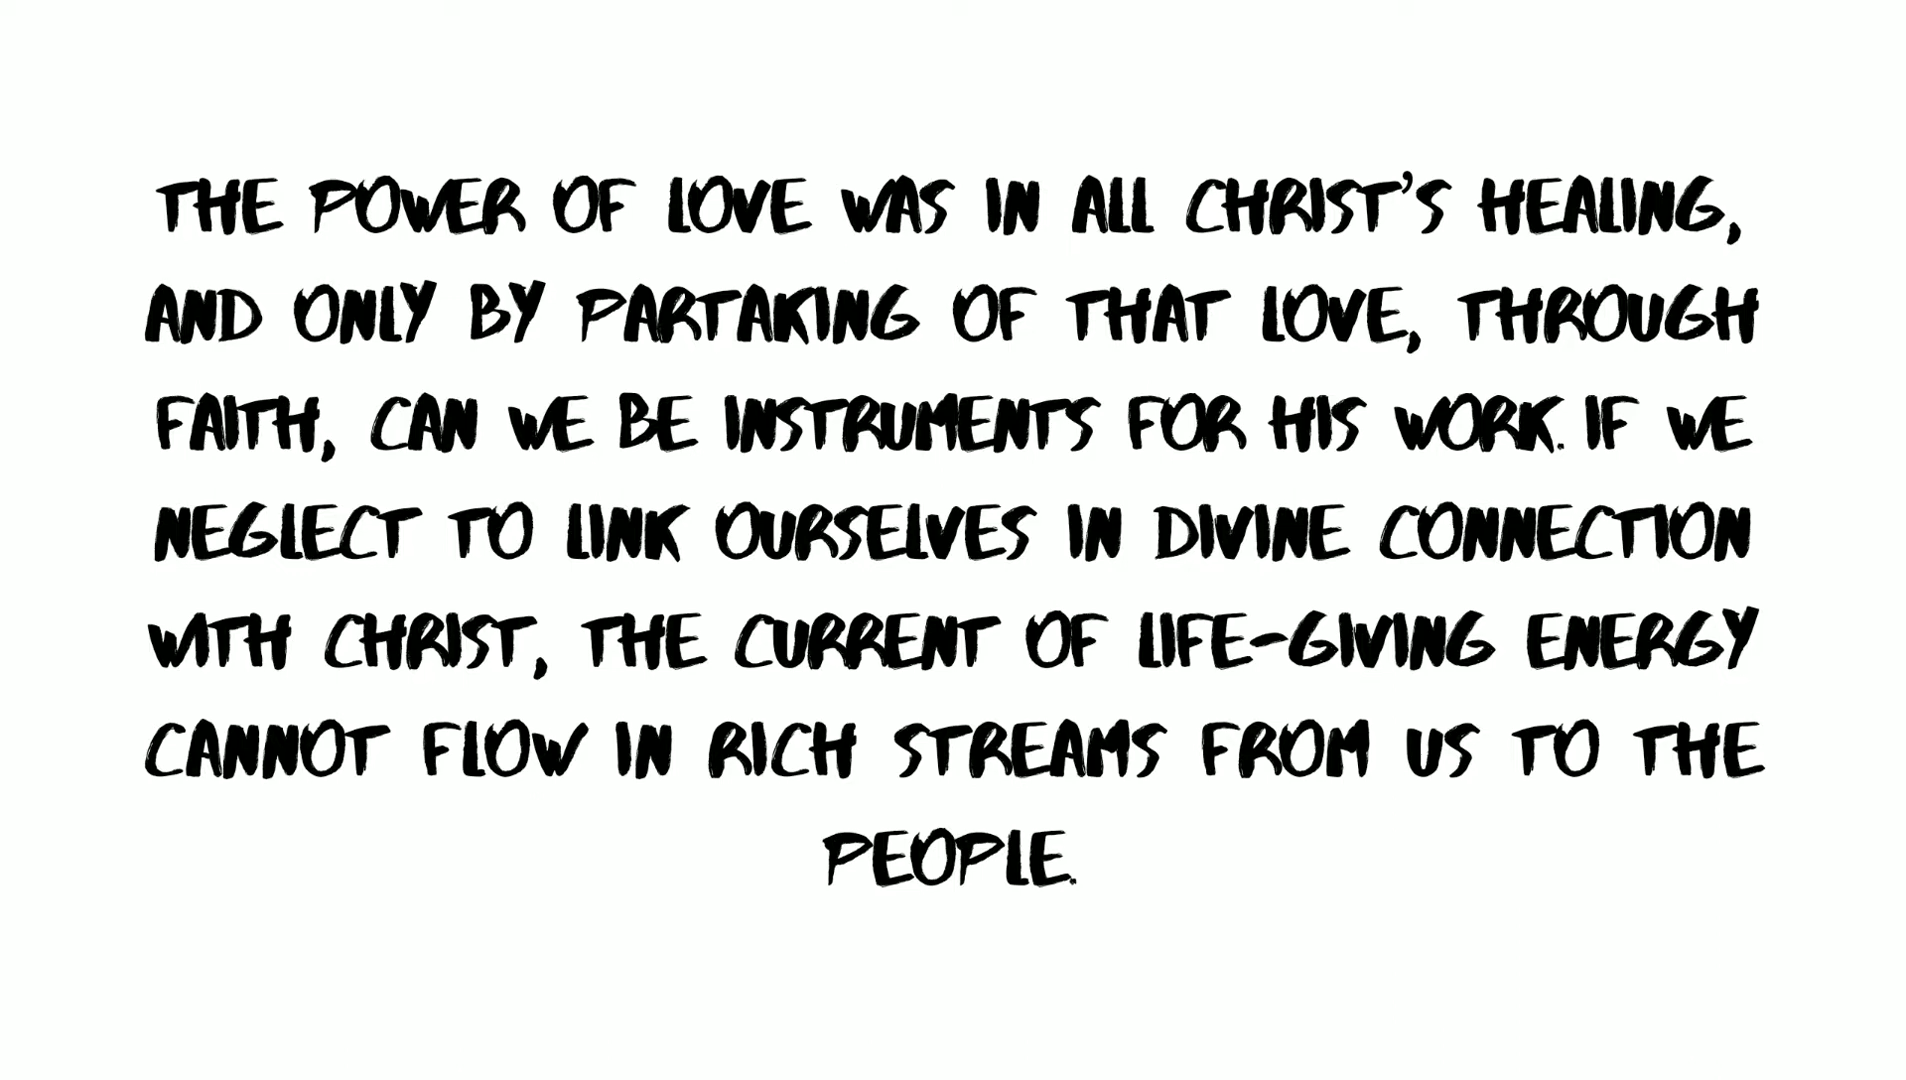 THE POWER OF LOVE WAS IN ALL CHRIST'S HEALING,
AND ONLY BY PARTAKING OF THAT LOVE, THROUGH
FAITH, CAN WE BE INSTRUMENTS FOR HIS WORK. IF WE
NEGLECT TO LINK OURSELVES IN DIVINE CONNECTION
WITH CHRIST, THE CURRENT OF LIFE-GIVING ENERGY
CANNOT FLOW IN RICH STREAMS FROM US TO THE
PEOPLE.